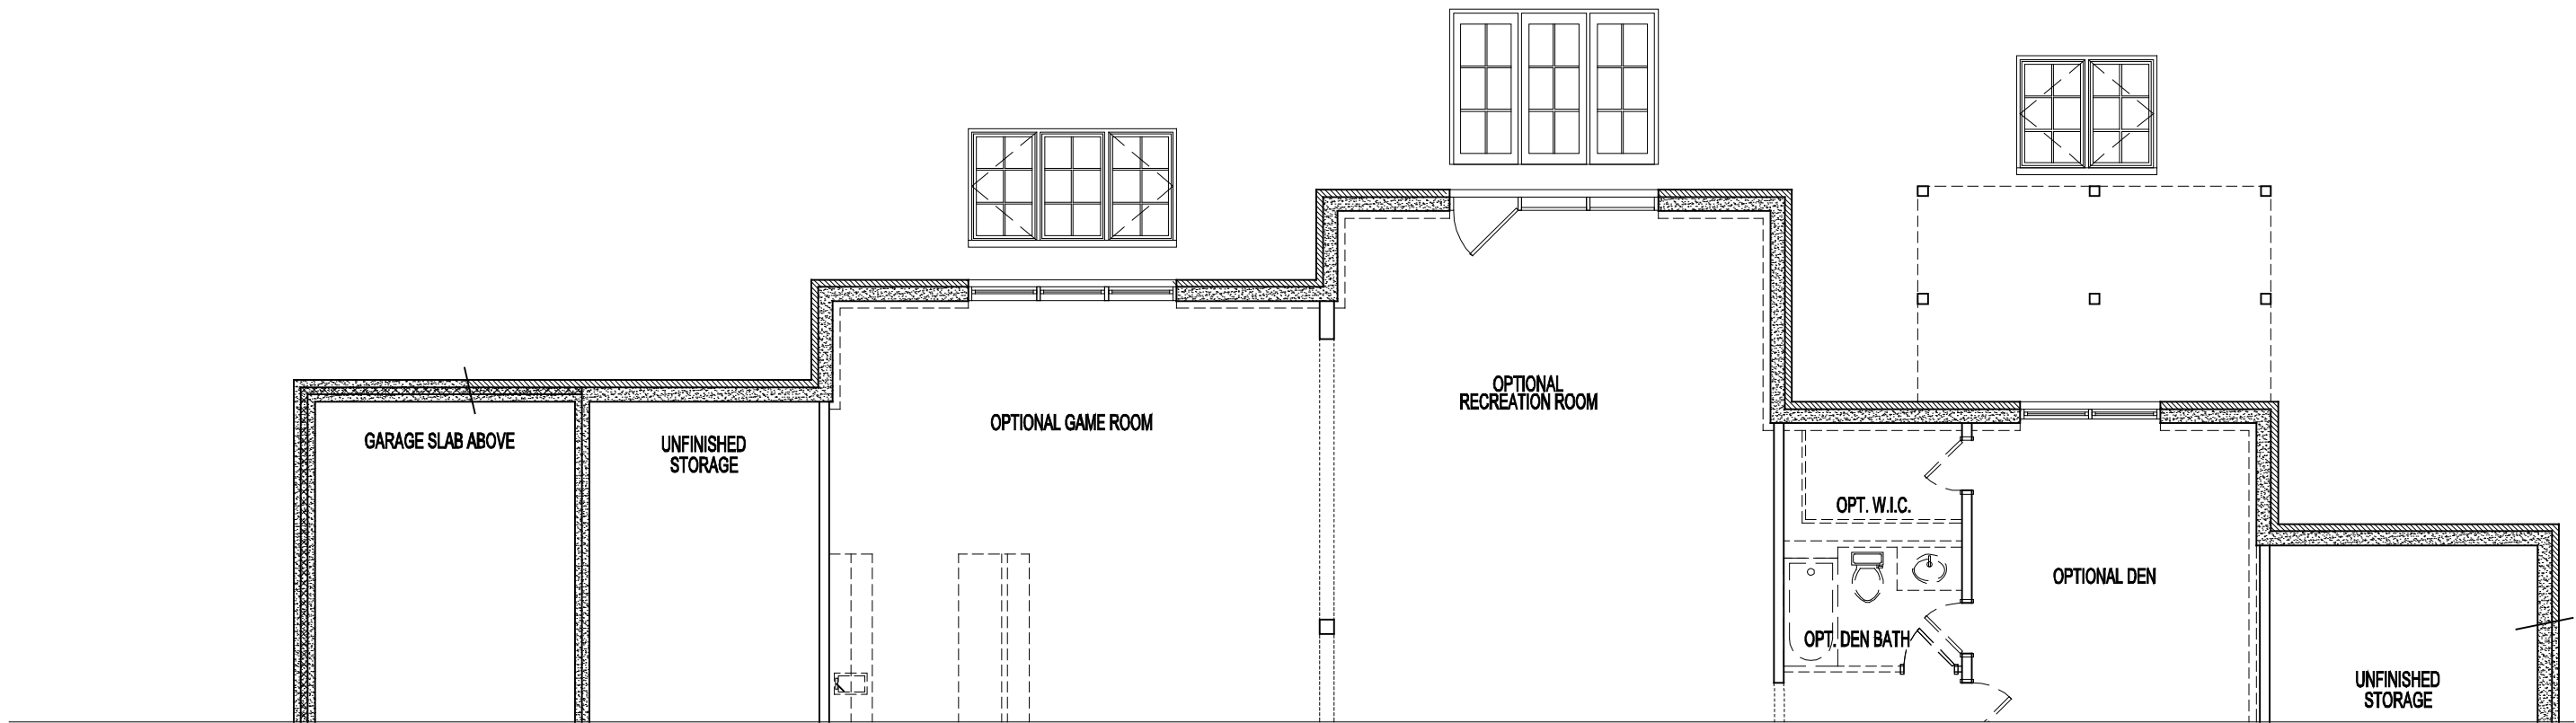 GARAGE SLAB ABOVE
UNFINISHED
STORAGE
OPTIONAL GAME ROOM
OPTIONAL
RECREATION ROOM
OPT. W.I.C.
OPT. DEN BATH
OPTIONAL DEN
UNFINISHED
STORAGE